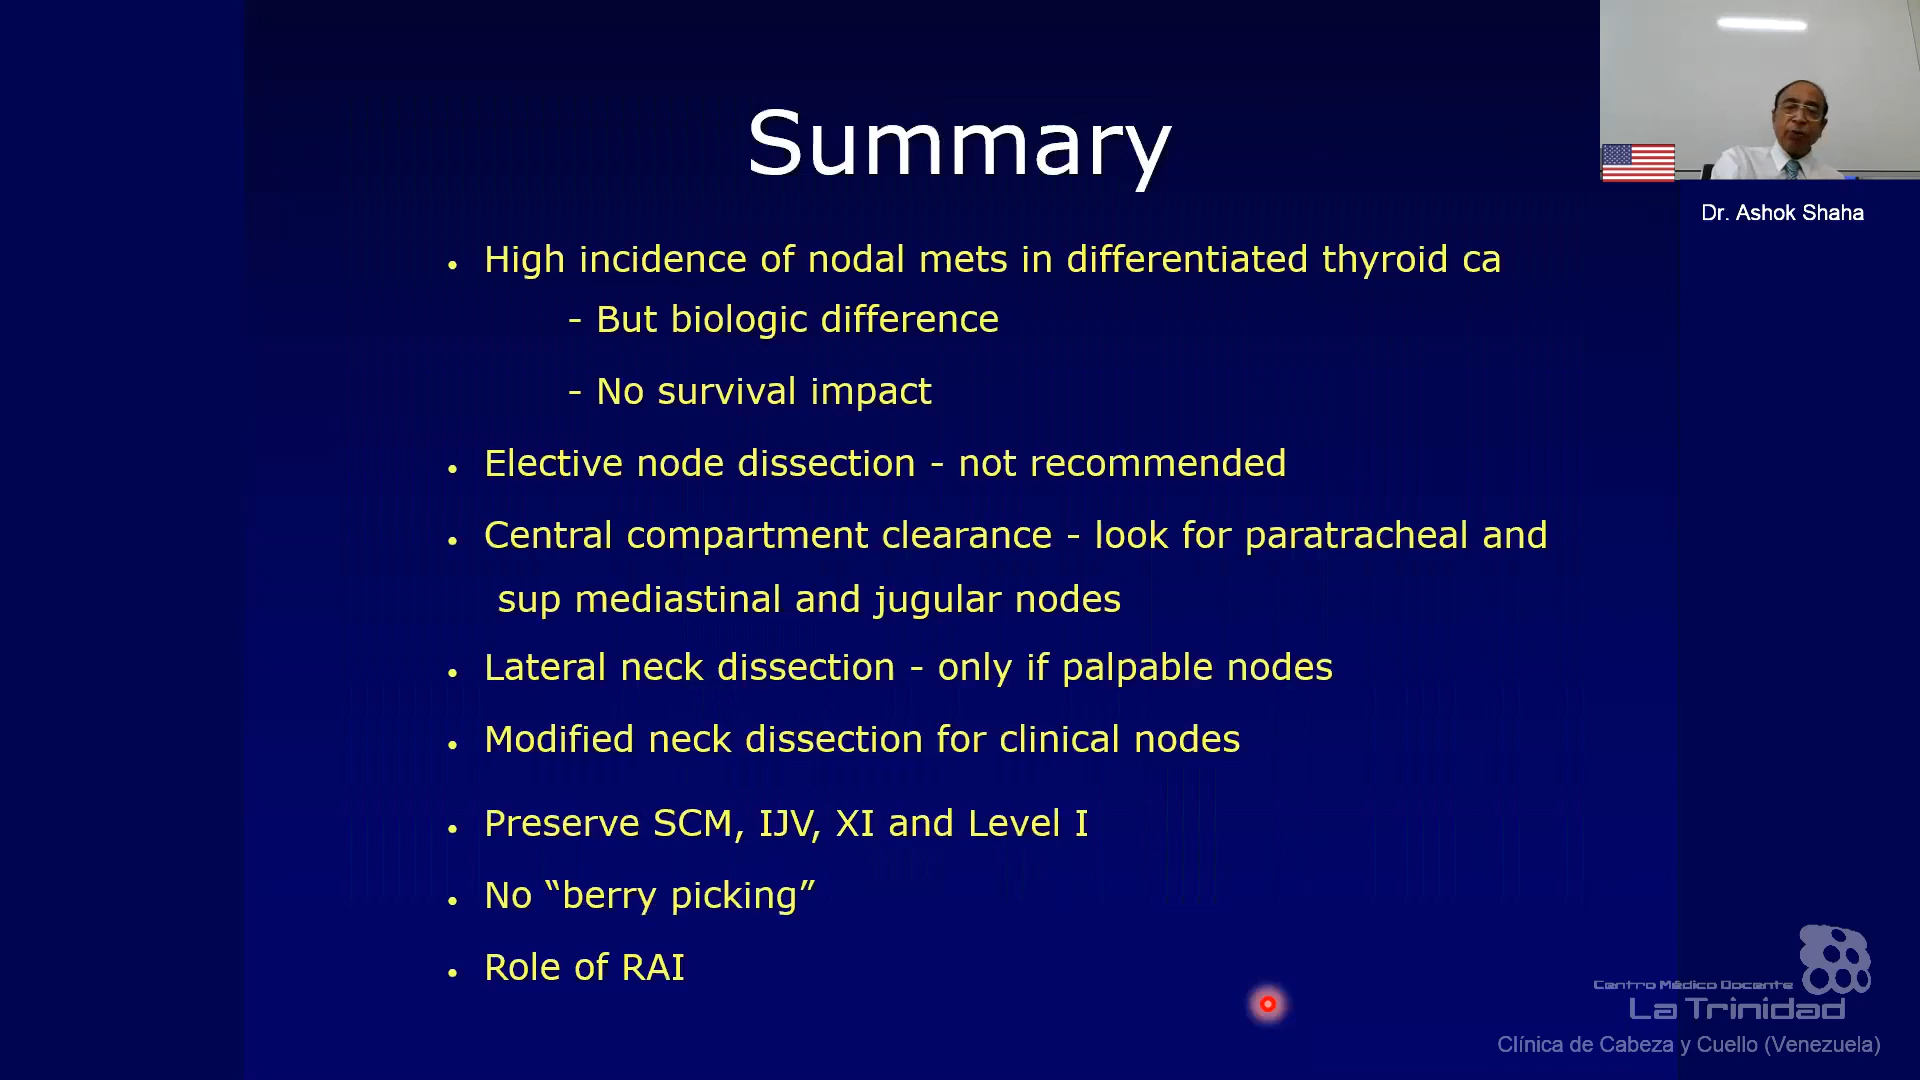 Summary
Dr. Ashok Shaha
• High incidence of nodal mets in differentiated thyroid ca
- But biologic difference
- No survival impact
• Elective node dissection - not recommended
• Central compartment clearance - look for paratracheal and
sup mediastinal and jugular nodes
• Lateral neck dissection - only if palpable nodes
• Modified neck dissection for clinical nodes
• Preserve SCM, IJV, XI and Level I
• No “berry picking”
• Role of RAI
Centro Médico Docente
La Trinidad
Clínica de Cabeza y Cuello (Venezuela)